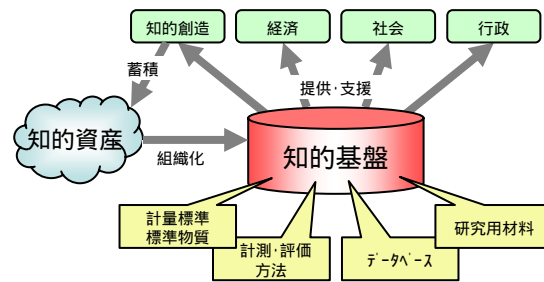 知的創造
経済
社会
行政
蓄積
提供･支援
知的資産
組織化
知的基盤
計量標準
標準物質
計測･評価
方法
ﾃﾞｰﾀﾍﾞｰｽ
研究用材料